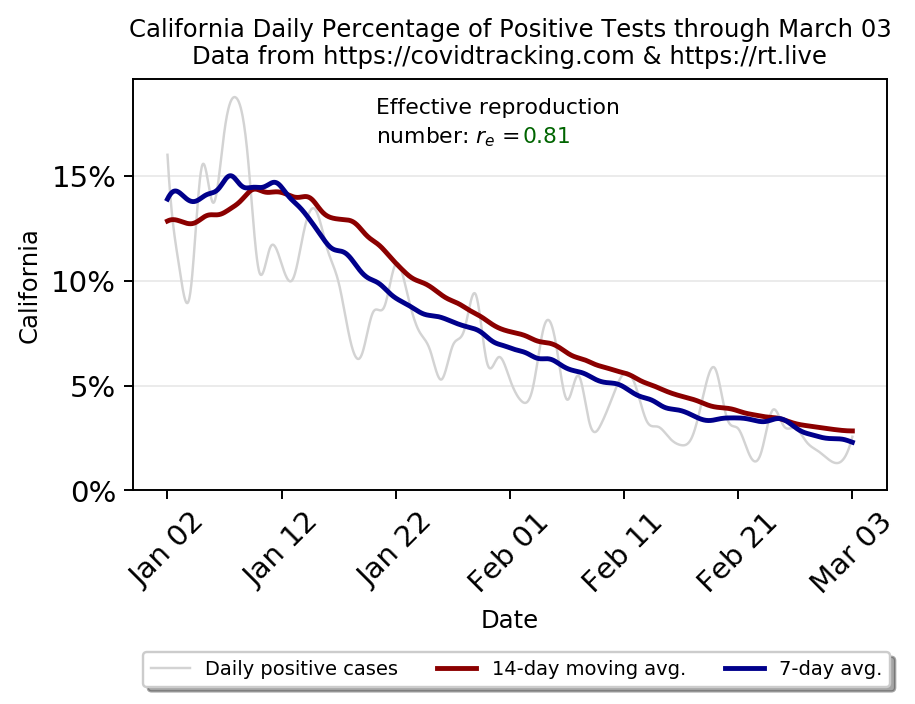 California Daily Percentage of Positive Tests through March 03
Data from https://covidtracking.com & https://rt.live
Effective reproduction
number: r_e = 0.81
15%
10%
5%
0%
California
Jan 02
Jan 12
Jan 22
Feb 01
Feb 11
Feb 21
Mar 03
Date
Daily positive cases
14-day moving avg.
7-day avg.